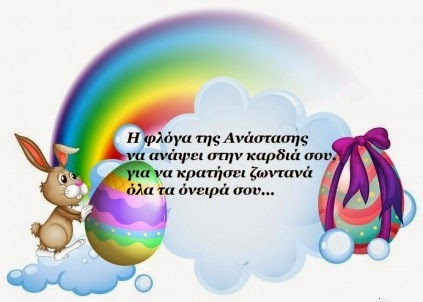 Η φλόγα της Ανάστασης
να ανάψει στην καρδιά σου,
για να κρατήσει ζωντανά
όλα τα όνειρά σου...